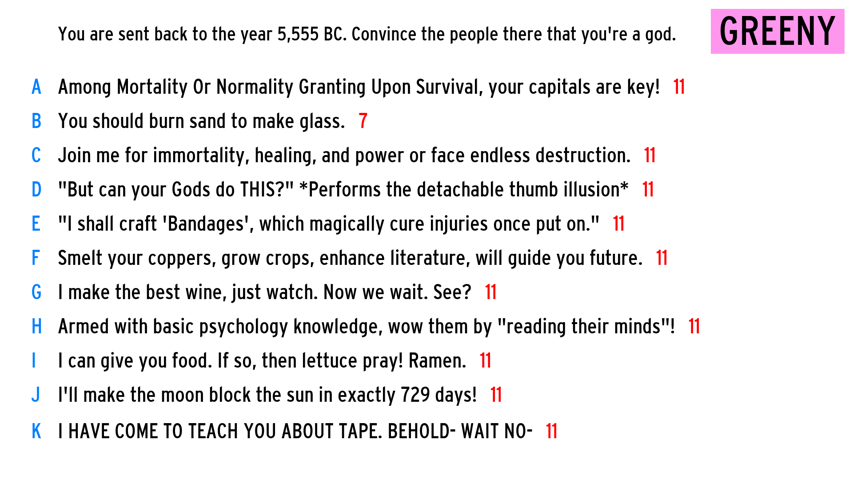 You are sent back to the year 5,555 BC. Convince the people there that you're a god.
GREENY
A Among Mortality Or Normality Granting Upon Survival, your capitals are key! 11
B You should burn sand to make glass. 7
C Join me for immortality, healing, and power or face endless destruction. 11
D "But can your Gods do THIS?" *Performs the detachable thumb illusion* 11
E "I shall craft 'Bandages', which magically cure injuries once put on." 11
F Smelt your coppers, grow crops, enhance literature, will guide you future. 11
G I make the best wine, just watch. Now we wait. See? 11
H Armed with basic psychology knowledge, wow them by "reading their minds"! 11
I I can give you food. If so, then lettuce pray! Ramen. 11
J I'll make the moon block the sun in exactly 729 days! 11
K I HAVE COME TO TEACH YOU ABOUT TAPE. BEHOLD- WAIT NO- 11